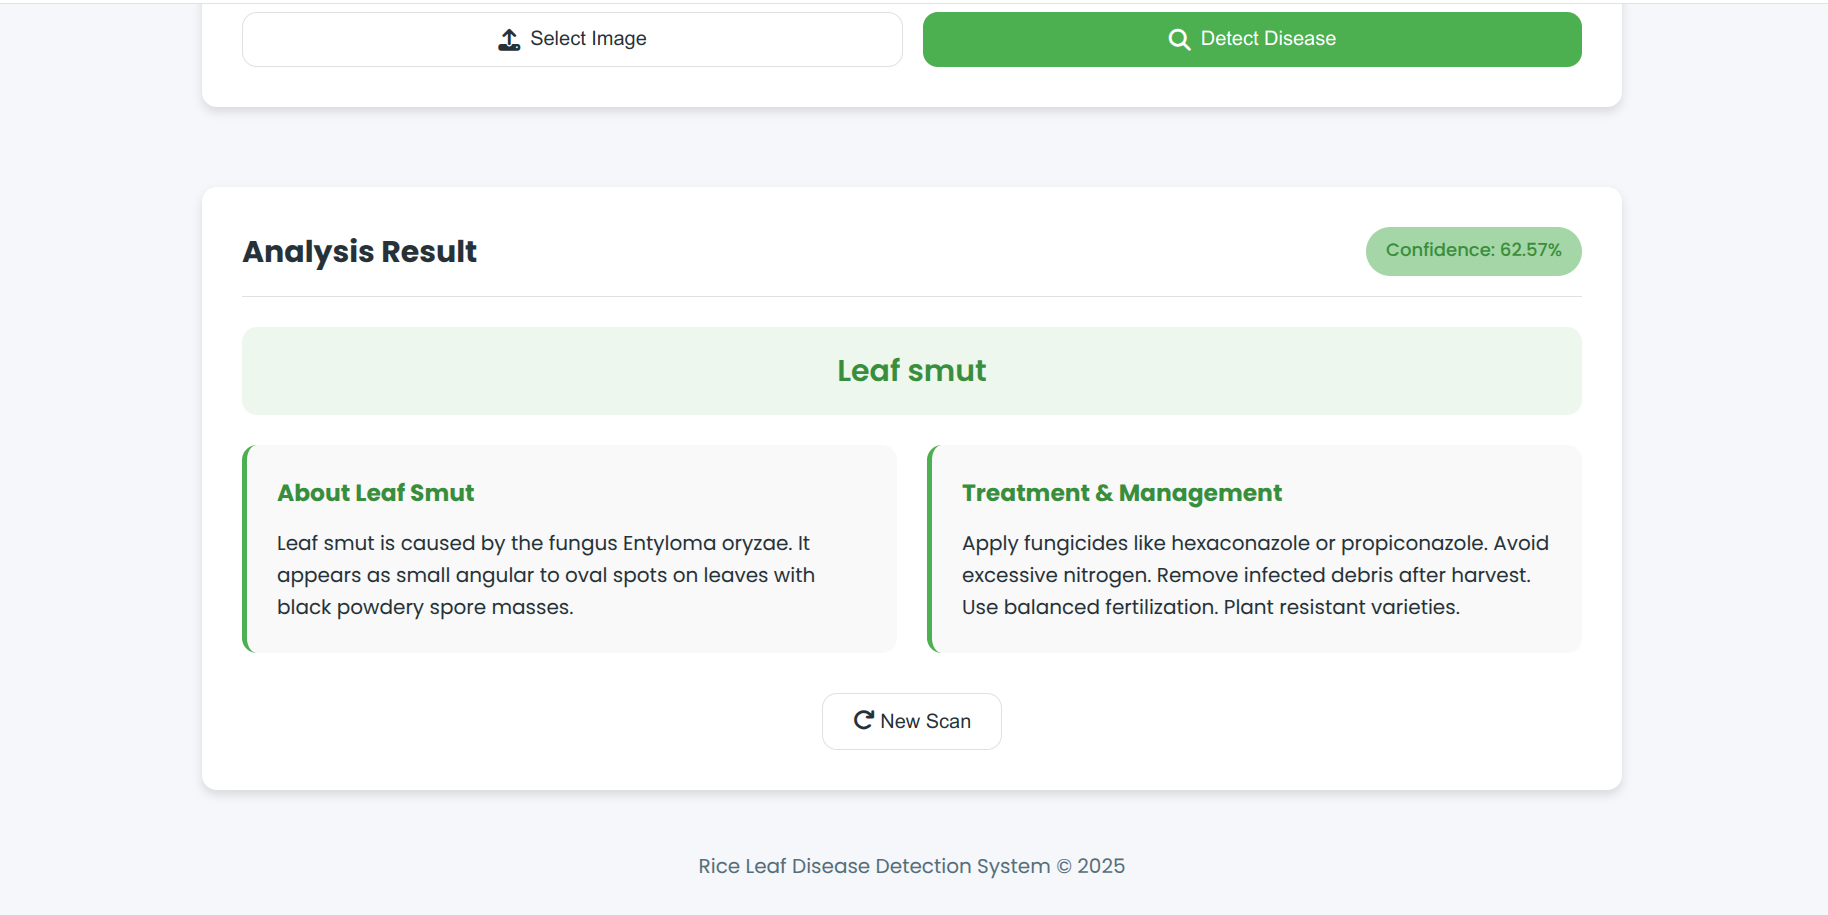 Select Image
Detect Disease
Analysis Result
Confidence: 62.57%
Leaf smut
About Leaf Smut
Leaf smut is caused by the fungus Entyloma oryzae. It
appears as small angular to oval spots on leaves with
black powdery spore masses.
Treatment & Management
Apply fungicides like hexaconazole or propiconazole. Avoid
excessive nitrogen. Remove infected debris after harvest.
Use balanced fertilization. Plant resistant varieties.
New Scan
Rice Leaf Disease Detection System © 2025